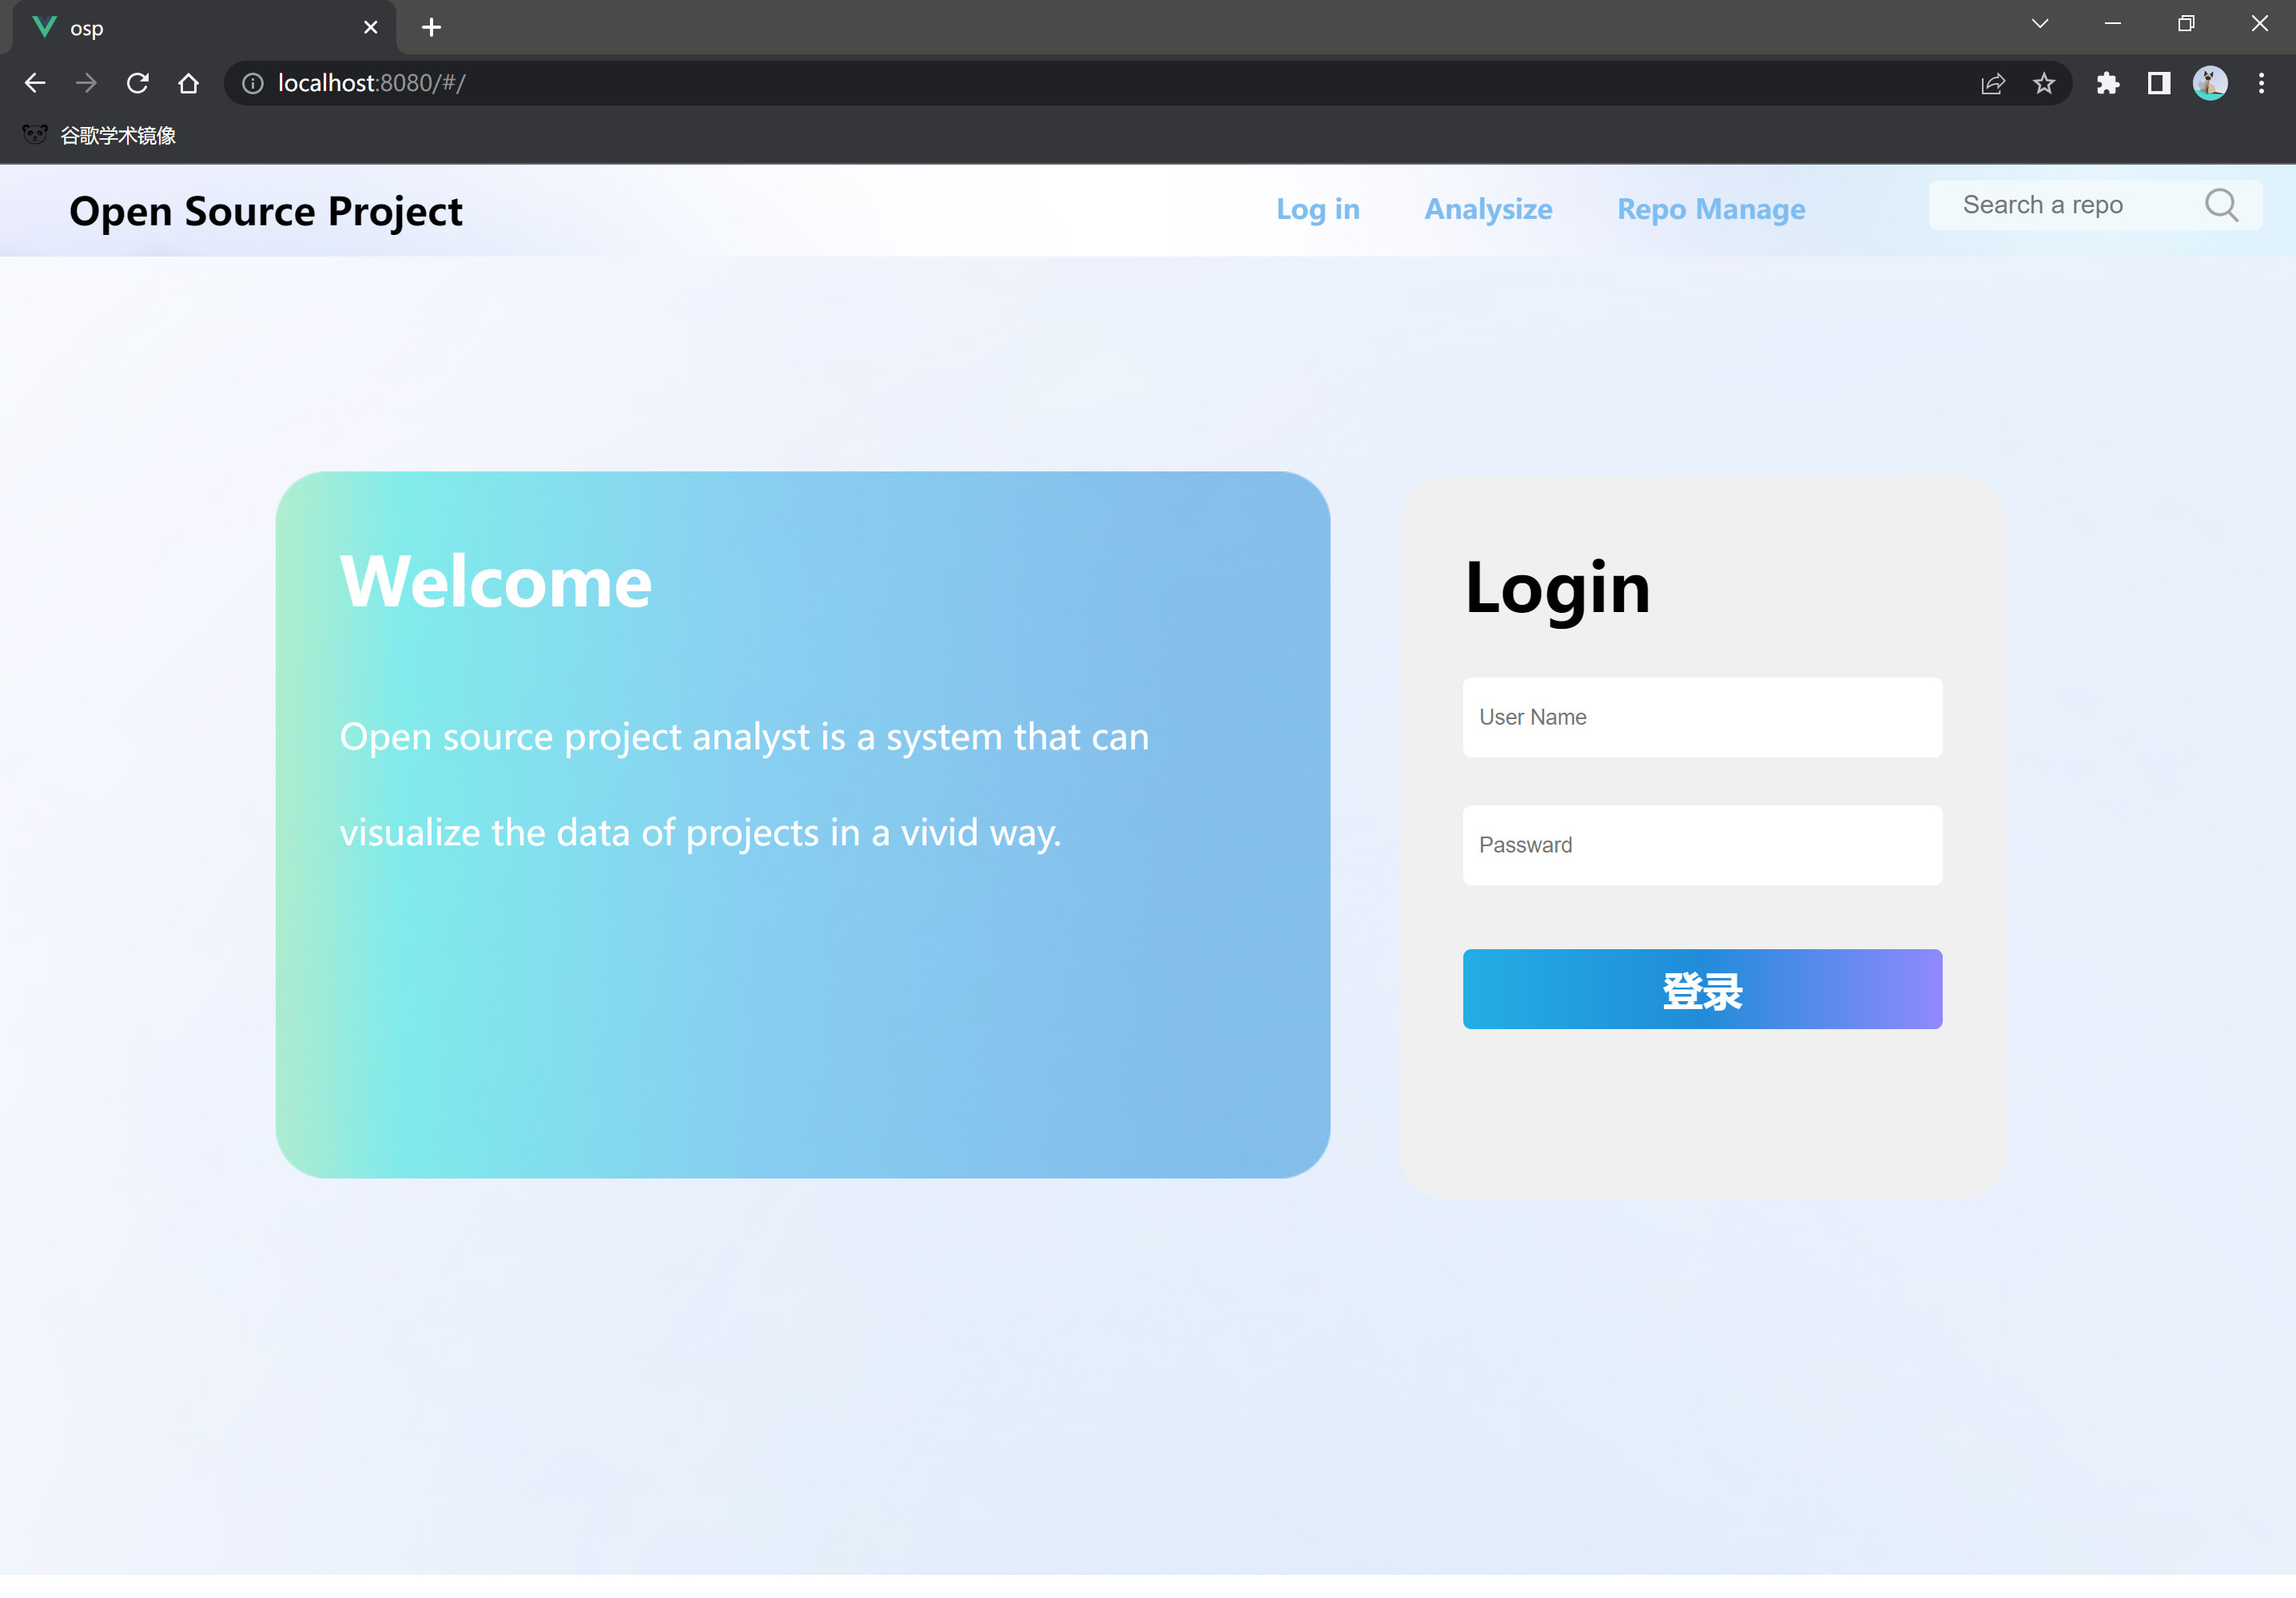 osp
localhost:8080/#/
谷歌学术镜像
Open Source Project
Log in
Analysize
Repo Manage
Search a repo
Welcome
Open source project analyst is a system that can
visualize the data of projects in a vivid way.
Login
User Name
Passward
登录